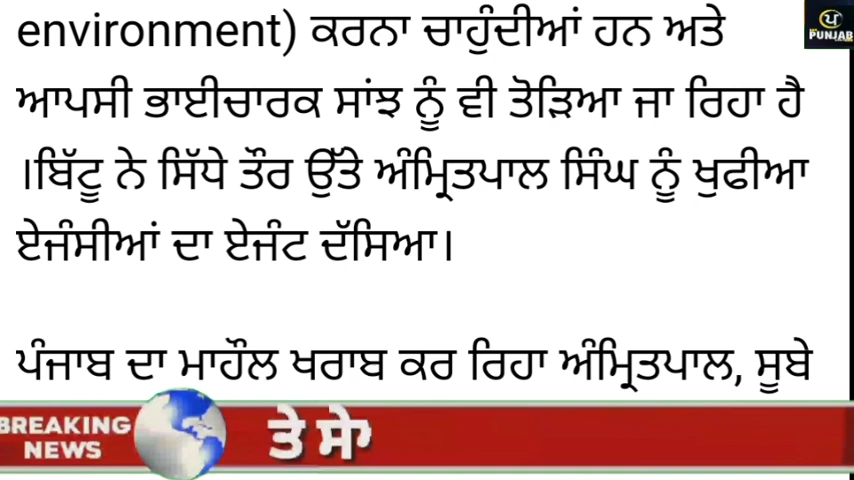 ਪ
PUNJAB
environment) ਕਰਨਾ ਚਾਹੁੰਦੀਆਂ ਹਨ ਅਤੇ
ਆਪਸੀ ਭਾਈਚਾਰਕ ਸਾਂਝ ਨੂੰ ਵੀ ਤੋੜਿਆ ਜਾ ਰਿਹਾ ਹੈ
।ਬਿੱਟੂ ਨੇ ਸਿੱਧੇ ਤੌਰ ਉੱਤੇ ਅੰਮ੍ਰਿਤਪਾਲ ਸਿੰਘ ਨੂੰ ਖੁਫੀਆ
ਏਜੰਸੀਆਂ ਦਾ ਏਜੰਟ ਦੱਸਿਆ।
ਪੰਜਾਬ ਦਾ ਮਾਹੌਲ ਖਰਾਬ ਕਰ ਰਿਹਾ ਅੰਮ੍ਰਿਤਪਾਲ, ਸੂਬੇ
BREAKING
NEWS
ਤੇ